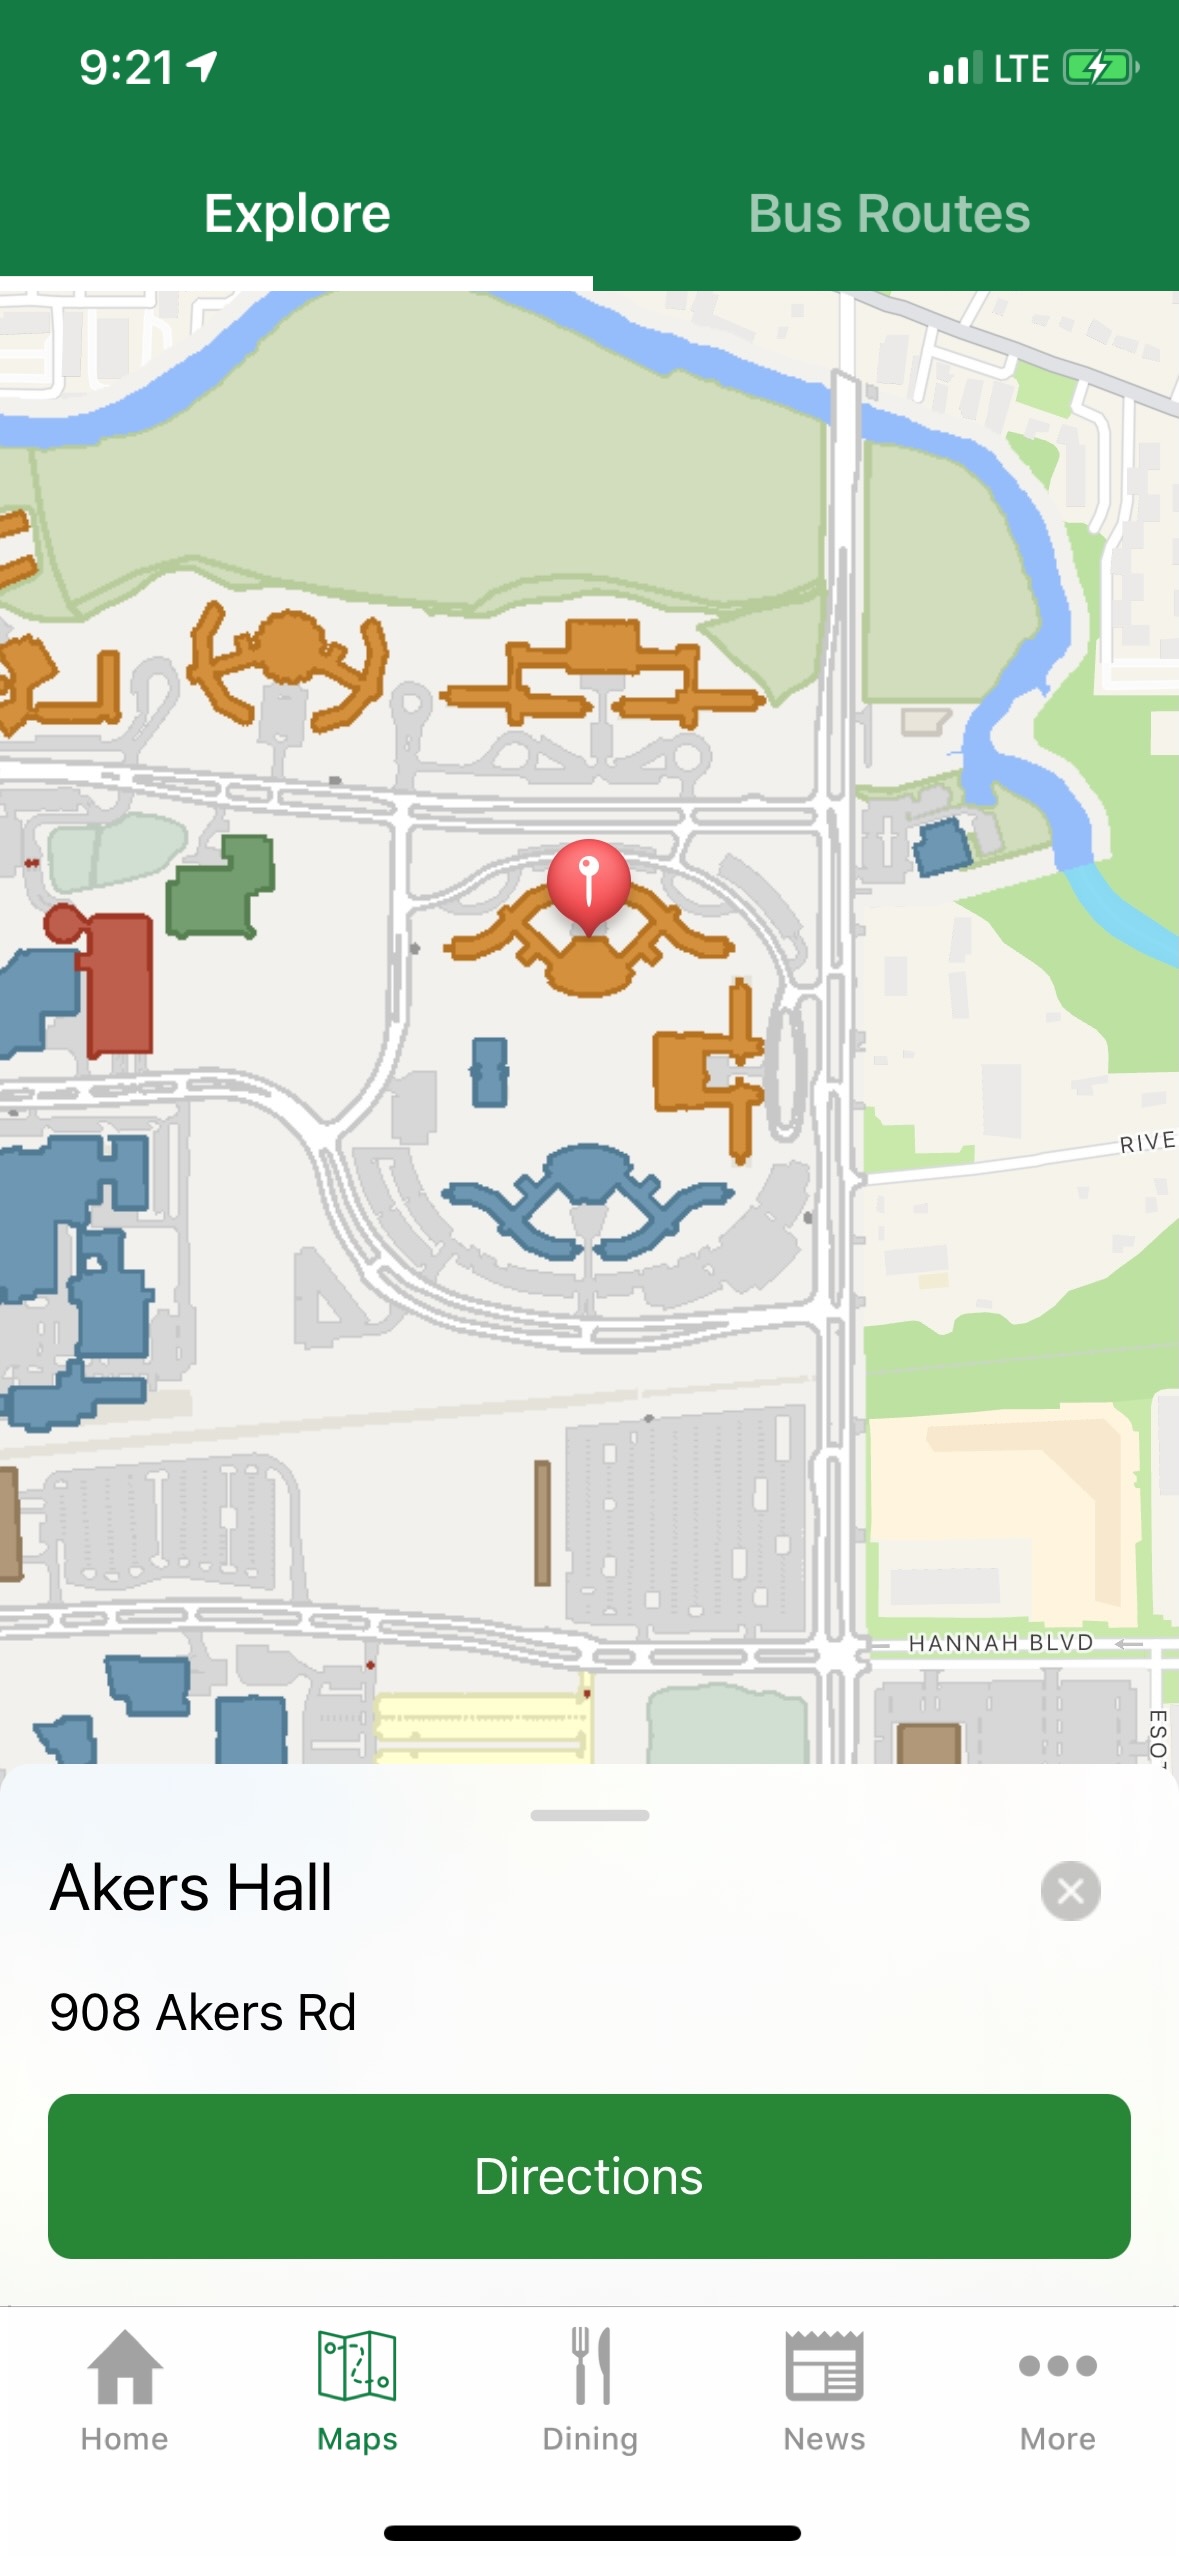 9:21 LTE
Explore Bus Routes
RIVE
HANNAH BLVD
Akers Hall
908 Akers Rd
Directions
Home Maps Dining News More